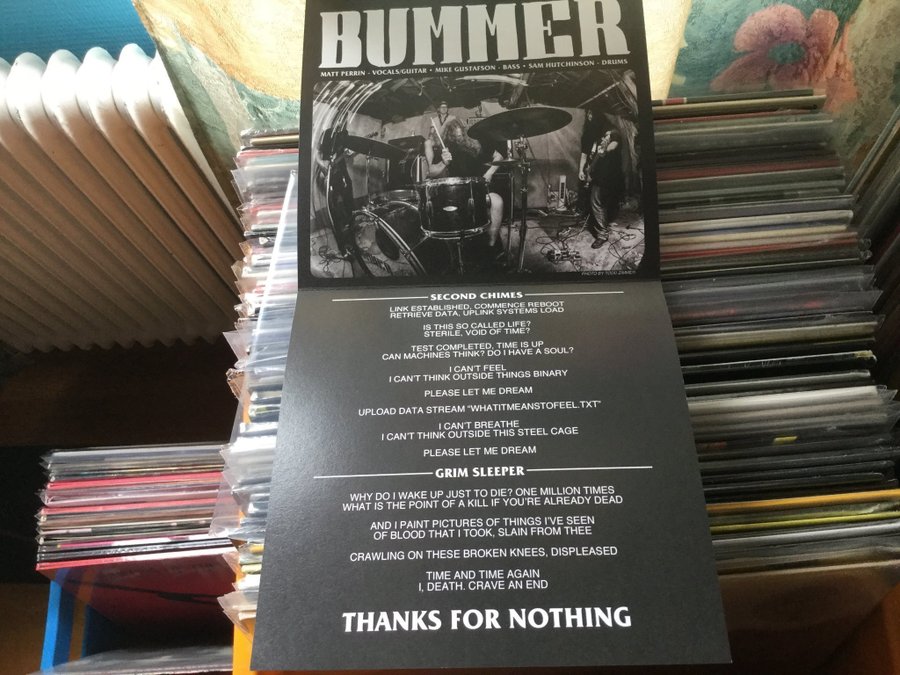 BUMMER
MATT PERRIN - VOCALS/GUITAR • MIKE GUSTAFSON - BASS • SAM HUTCHINSON - DRUMS
PHOTO BY TODD ZIMMER
SECOND CHIMES
LINK ESTABLISHED, COMMENCE REBOOT
RETRIEVE DATA, UPLINK SYSTEMS LOAD
IS THIS SO CALLED LIFE?
STERILE, VOID OF TIME?
TEST COMPLETED, TIME IS UP
CAN MACHINES THINK? DO I HAVE A SOUL?
I CAN'T FEEL
I CAN'T THINK OUTSIDE THINGS BINARY
PLEASE LET ME DREAM
UPLOAD DATA STREAM "WHATITMEANSTOFEEL.TXT"
I CAN'T BREATHE
I CAN'T THINK OUTSIDE THIS STEEL CAGE
PLEASE LET ME DREAM
GRIM SLEEPER
WHY DO I WAKE UP JUST TO DIE? ONE MILLION TIMES
WHAT IS THE POINT OF A KILL IF YOU'RE ALREADY DEAD
AND I PAINT PICTURES OF THINGS I'VE SEEN
OF BLOOD THAT I TOOK, SLAIN FROM THEE
CRAWLING ON THESE BROKEN KNEES, DISPLEASED
TIME AND TIME AGAIN
I, DEATH. CRAVE AN END
THANKS FOR NOTHING